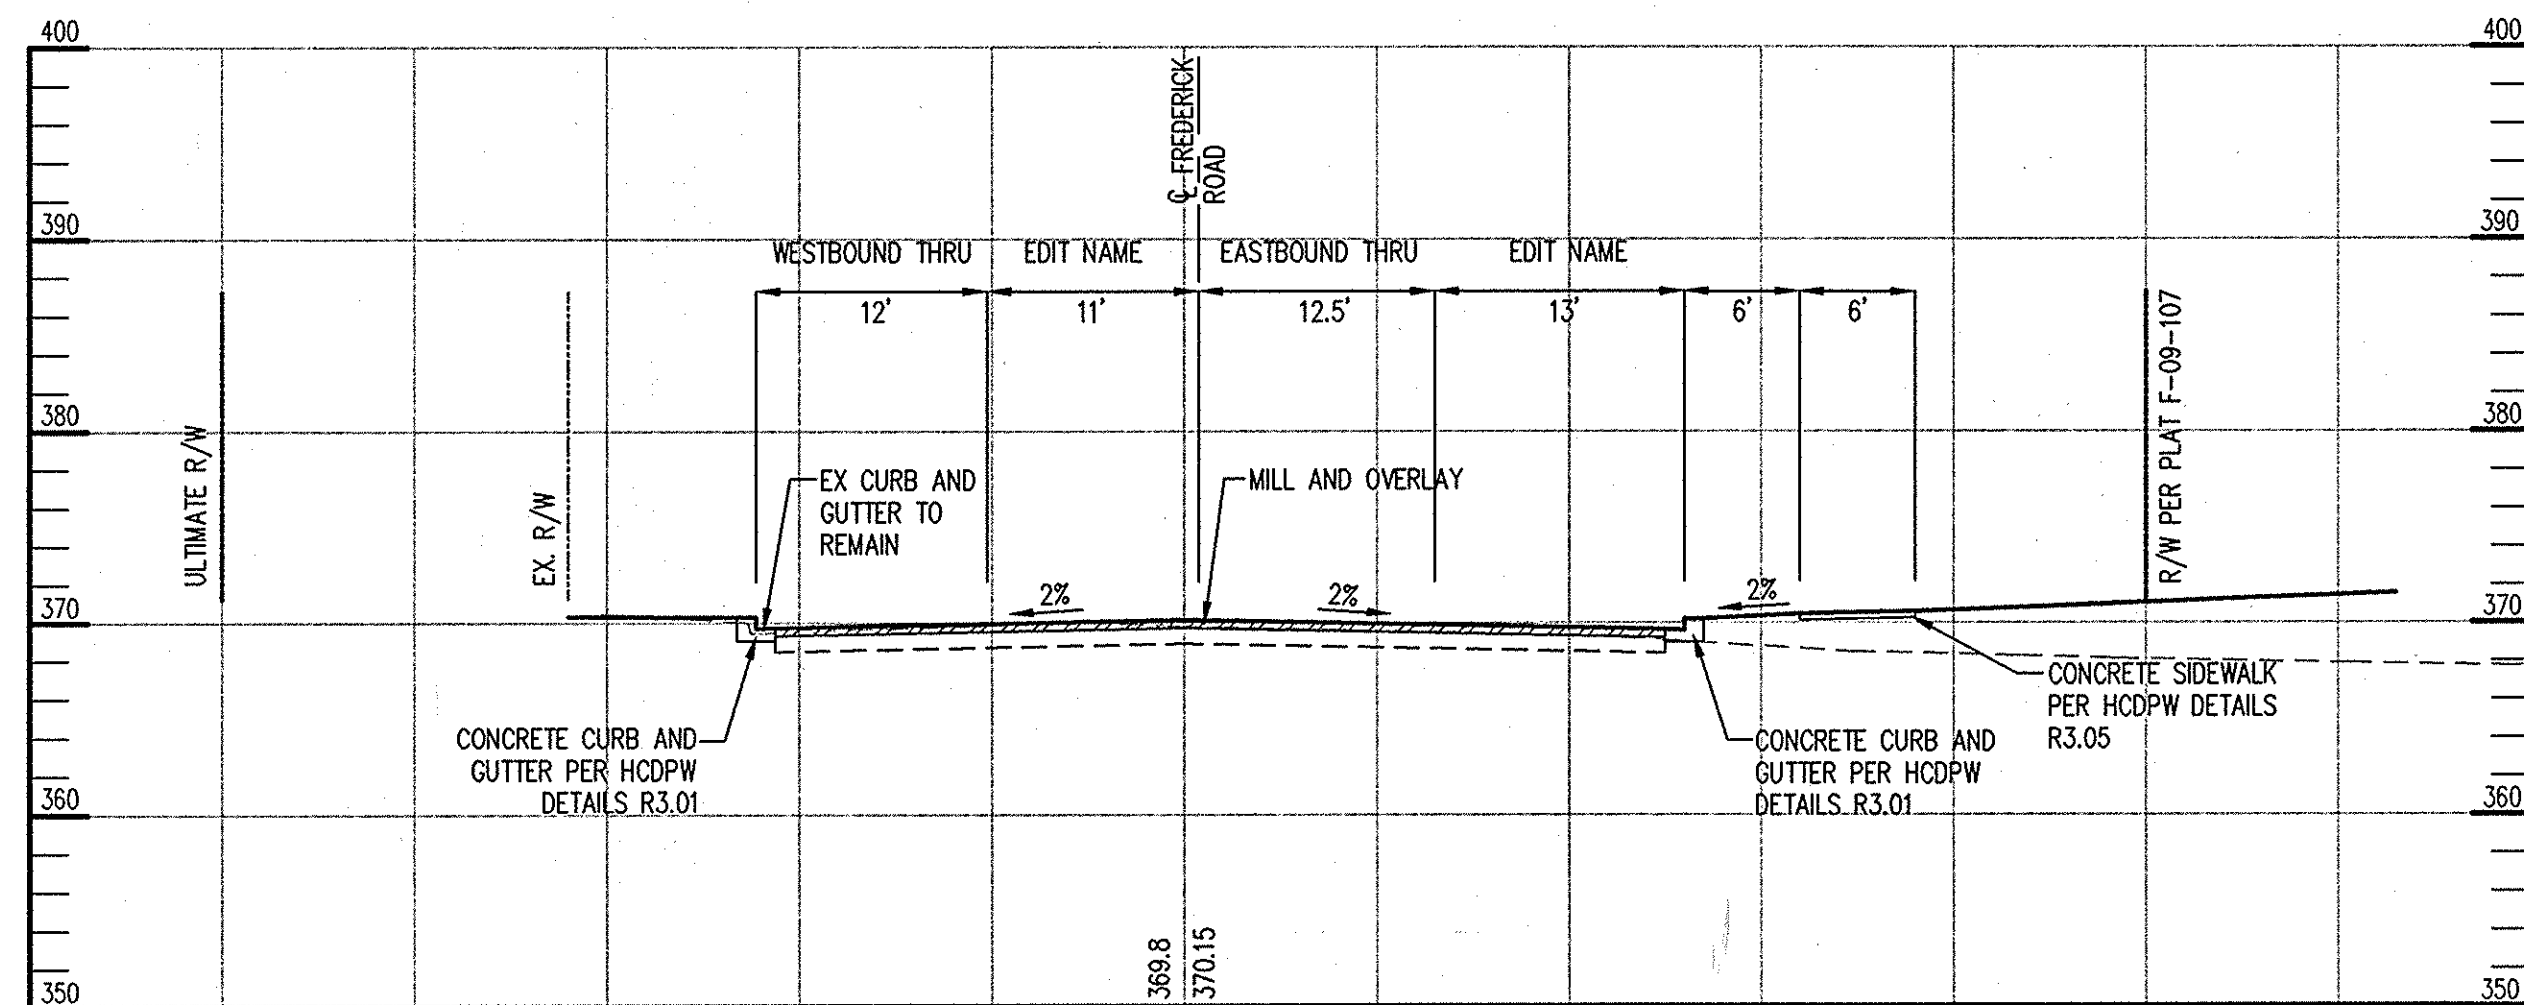 400
400
℄ FREDERICK
ROAD
390
390
WESTBOUND THRU
EDIT NAME
EASTBOUND THRU
EDIT NAME
12'
11'
12.5'
13'
6'
6'
R/W PER PLAT F-09-107
380
380
ULTIMATE R/W
EX. R/W
EX CURB AND
GUTTER TO
REMAIN
MILL AND OVERLAY
2%
2%
2%
370
370
CONCRETE SIDEWALK
PER HCDPW DETAILS
R3.05
CONCRETE CURB AND
GUTTER PER HCDPW
DETAILS R3.01
CONCRETE CURB AND
GUTTER PER HCDPW
DETAILS R3.01
360
360
369.8
370.15
350
350